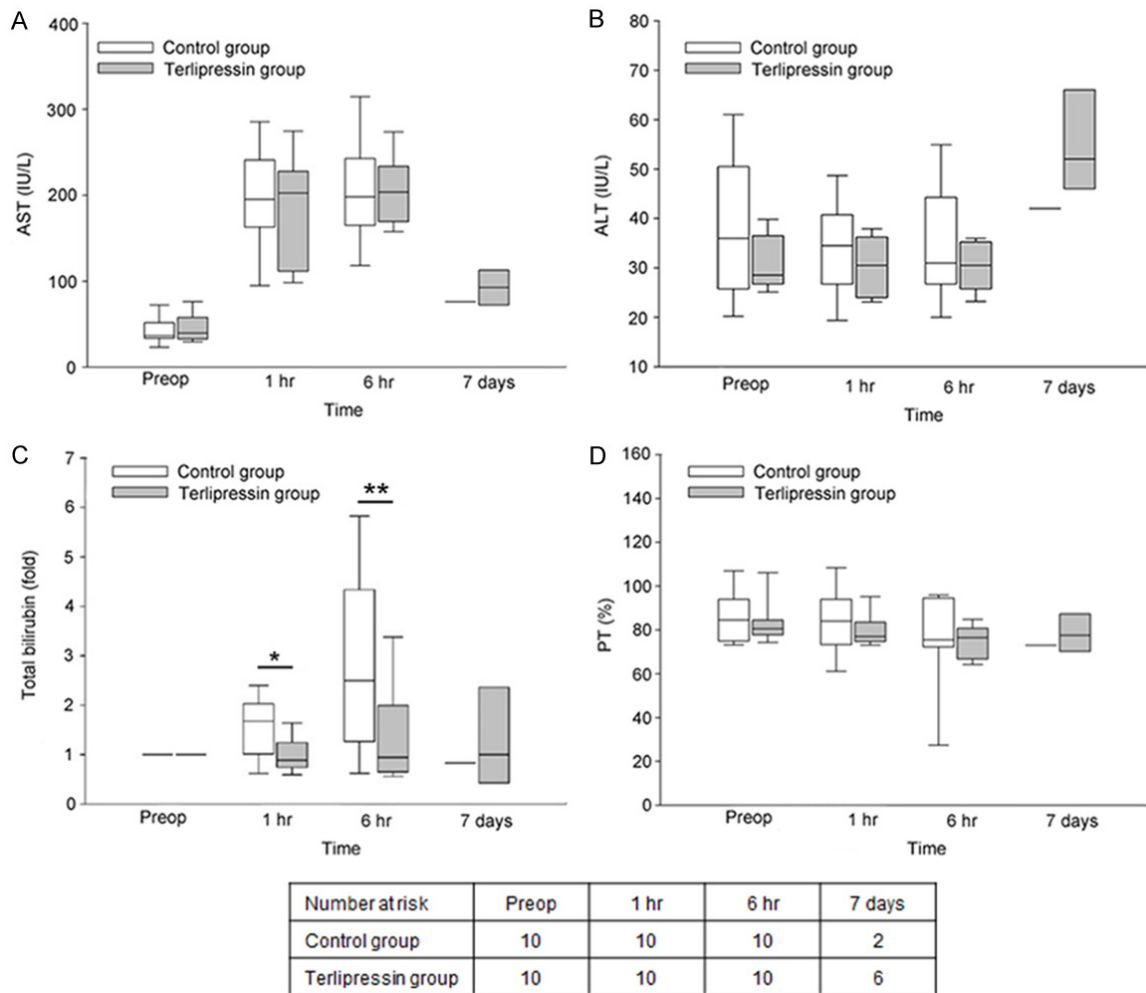 A
400
300
200
100
0
AST (IU/L)
Control group
Terlipressin group
Preop 1 hr 6 hr 7 days
Time
B
80
70
60
50
40
30
20
10
ALT (IU/L)
Control group
Terlipressin group
Preop 1 hr 6 hr 7 days
Time
C
7
6
5
4
3
2
1
0
Total bilirubin (fold)
Control group
Terlipressin group
*
**
Preop 1 hr 6 hr 7 days
Time
D
160
140
120
100
80
60
40
20
0
PT (%)
Control group
Terlipressin group
Preop 1 hr 6 hr 7 days
Time
Number at risk Preop 1 hr 6 hr 7 days
Control group 10 10 10 2
Terlipressin group 10 10 10 6